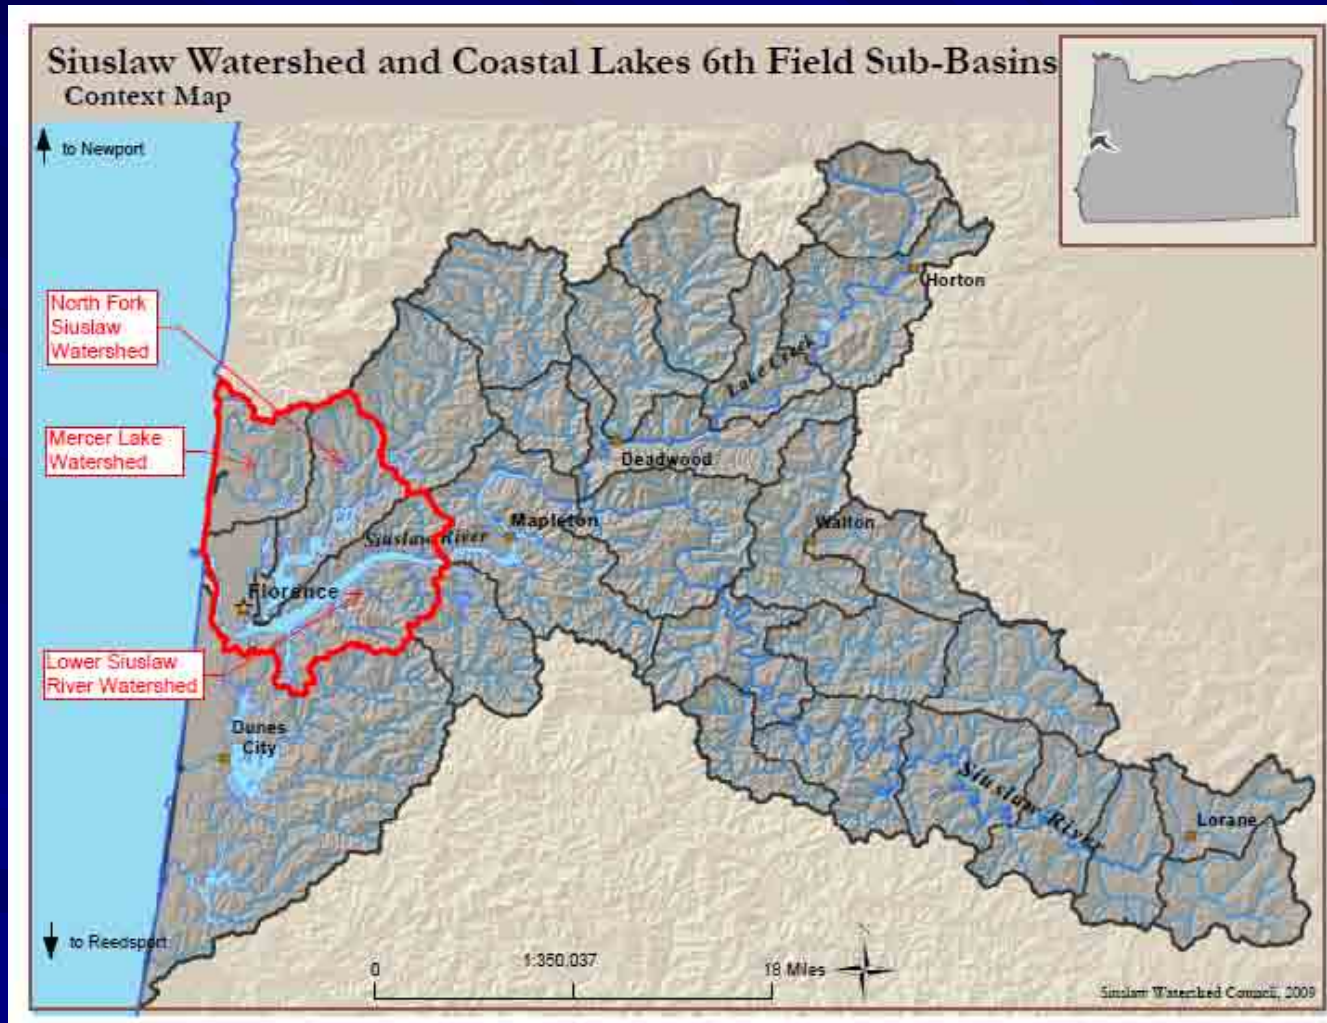 Siuslaw Watershed and Coastal Lakes 6th Field Sub-Basins
Context Map
to Newport
North Fork
Siuslaw
Watershed
Horton
Lake Creek
Mercer Lake
Watershed
Deadwood
Mapleton
Walton
Siuslaw River
Florence
Lower Siuslaw
River Watershed
Dunes
City
Siuslaw River
Lorane
to Reedsport
1:350,037
0
18 Miles
N
Siuslaw Watershed Council, 2009